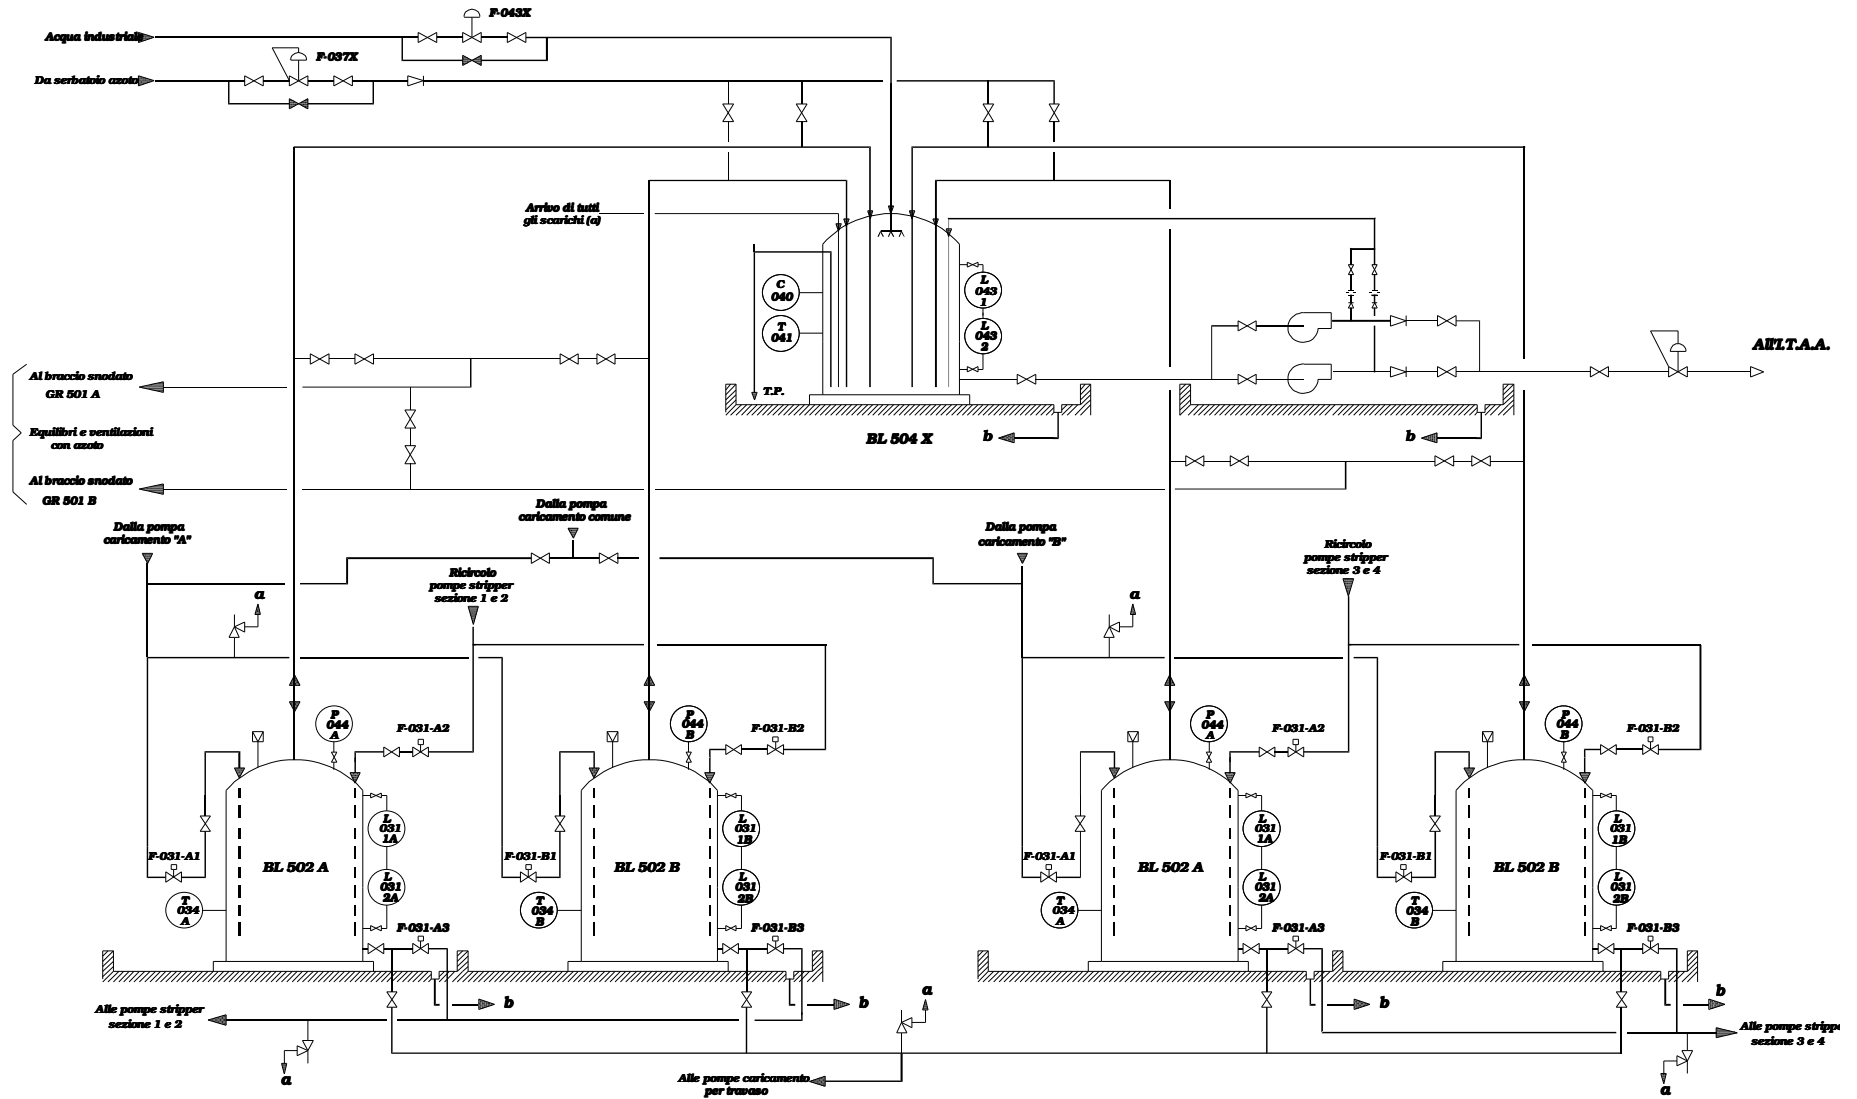 F-043X
Acqua industriale
F-037X
Da serbatoio azoto
Arrivo di tutti
gli scarichi (a)
C
040
T
041
L
043
1
L
043
2
T.P.
All'I.T.A.A.
BL 504 X
b
b
Al braccio snodato
GR 501 A
Equilibri e ventilazioni
con azoto
Al braccio snodato
GR 501 B
Dalla pompa
caricamento "A"
Dalla pompa
caricamento comune
Dalla pompa
caricamento "B"
Ricircolo
pompe stripper
sezione 1 e 2
Ricircolo
pompe stripper
sezione 3 e 4
a
a
P
044
A
F-031-A2
P
044
B
F-031-B2
P
044
A
F-031-A2
P
044
B
F-031-B2
L
031
1A
L
031
1B
L
031
1A
L
031
1B
F-031-A1
BL 502 A
F-031-B1
BL 502 B
F-031-A1
BL 502 A
F-031-B1
BL 502 B
L
031
2A
L
031
2B
L
031
2A
L
031
2B
T
034
A
T
034
B
T
034
A
T
034
B
F-031-A3
F-031-B3
F-031-A3
F-031-B3
b
b
a
b
b
Alle pompe stripper
sezione 1 e 2
Alle pompe strippe
sezione 3 e 4
a
Alle pompe caricamento
per travaso
a